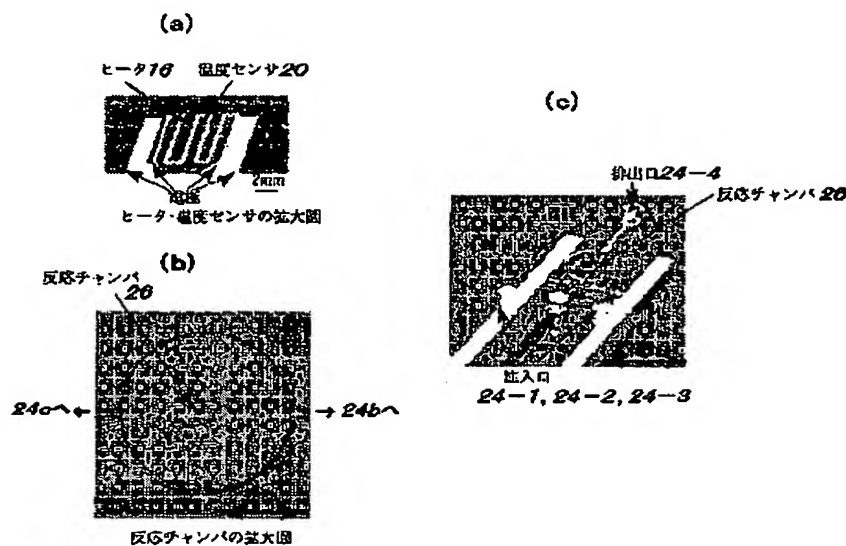 (a)
ヒータ16 温度センサ20
電極
2mm
ヒータ・温度センサの拡大図
(b)
反応チャンバ
26
24aへ ← → 24bへ
反応チャンバの拡大図
(c)
排出口24-4
反応チャンバ26
注入口
24-1, 24-2, 24-3